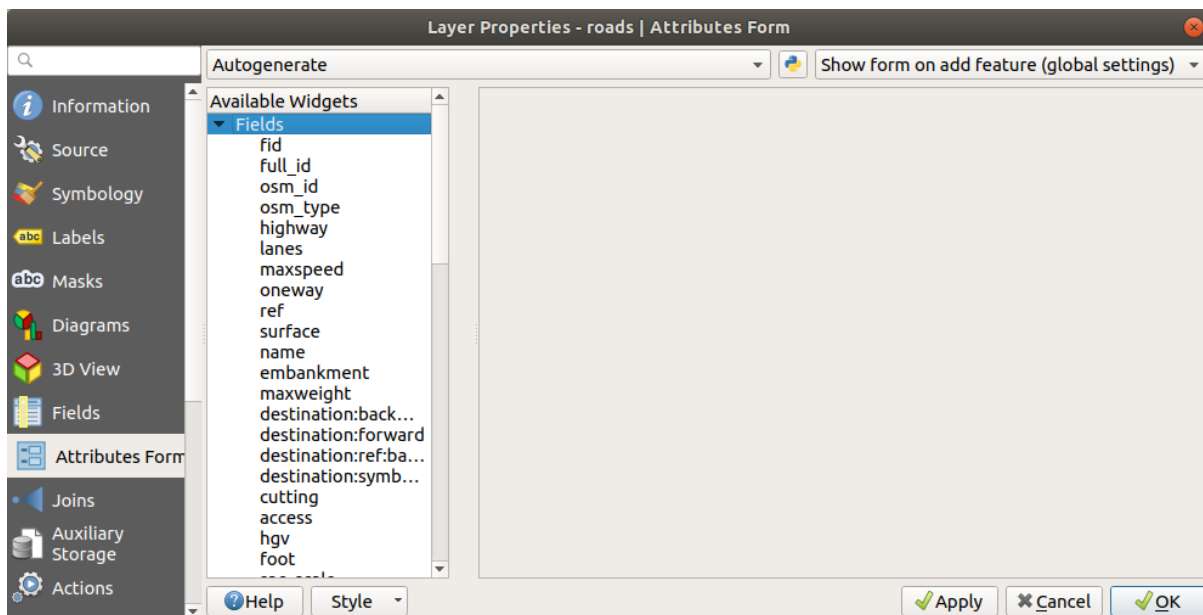 Layer Properties - roads | Attributes Form
Autogenerate
Show form on add feature (global settings)
Information
Source
Symbology
abc Labels
abc Masks
Diagrams
3D View
Fields
Attributes Form
Joins
Auxiliary
Storage
Actions
Available Widgets
Fields
fid
full_id
osm_id
osm_type
highway
lanes
maxspeed
oneway
ref
surface
name
embankment
maxweight
destination:back...
destination:forward
destination:ref:ba...
destination:symb...
cutting
access
hgv
foot
Help
Style
Apply
Cancel
OK